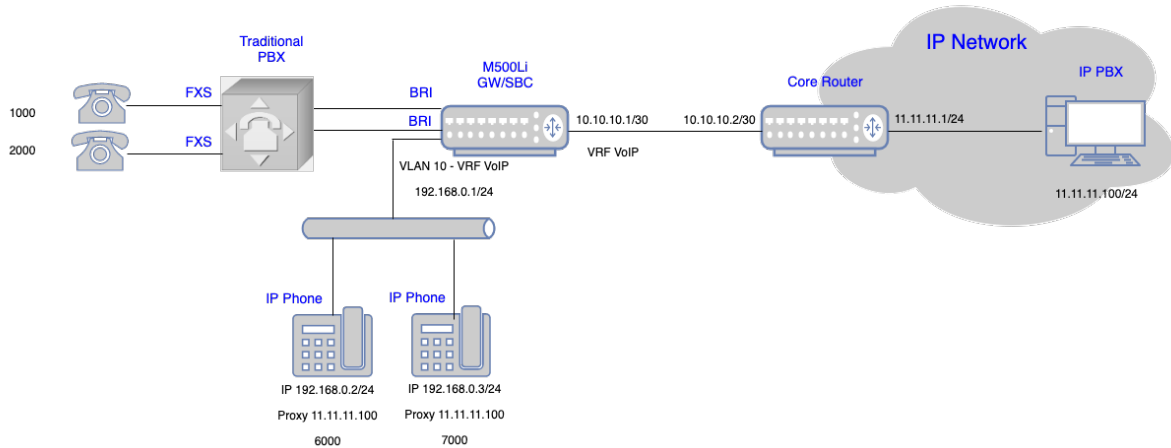 IP Network
Traditional
PBX
M500Li
GW/SBC
Core Router
IP PBX
FXS
BRI
1000
10.10.10.1/30
10.10.10.2/30
11.11.11.1/24
BRI
2000
FXS
VRF VoIP
VLAN 10 - VRF VoIP
192.168.0.1/24
11.11.11.100/24
IP Phone
IP Phone
IP 192.168.0.2/24
IP 192.168.0.3/24
Proxy 11.11.11.100
Proxy 11.11.11.100
6000
7000